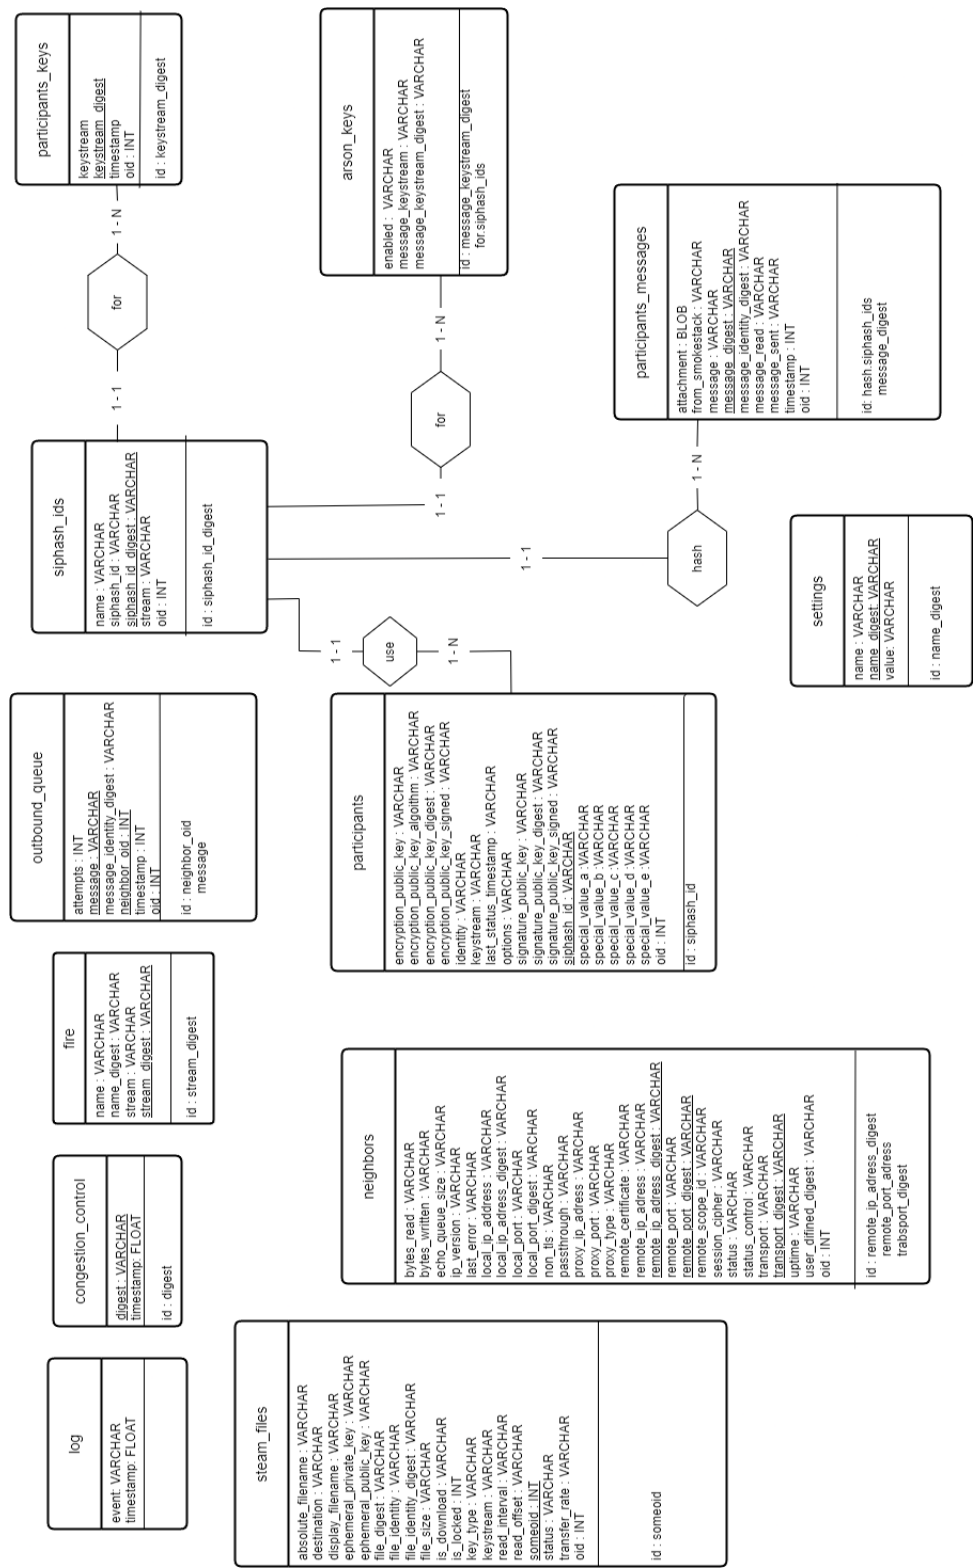 log
event: VARCHAR
timestamp: FLOAT
congestion_control
digest : VARCHAR
timestamp: FLOAT
id : digest
fire
name : VARCHAR
name_digest : VARCHAR
stream : VARCHAR
stream_digest : VARCHAR
id : stream_digest
outbound_queue
attempts : INT
message : VARCHAR
message_identity_digest : VARCHAR
neighbor_oid : INT
timestamp : INT
oid : INT
id : neighbor_oid
message
siphash_ids
name : VARCHAR
siphash_id : VARCHAR
siphash_id_digest : VARCHAR
stream : VARCHAR
oid : INT
id : siphash_id_digest
1 - 1
for
1 - N
participants_keys
keystream
keystream_digest
timestamp
oid : INT
id : keystream_digest
steam_files
absolute_filename : VARCHAR
destination : VARCHAR
display_filename : VARCHAR
ephemeral_private_key : VARCHAR
ephemeral_public_key : VARCHAR
file_digest : VARCHAR
file_identity : VARCHAR
file_identity_digest : VARCHAR
file_size : VARCHAR
is_download : VARCHAR
is_locked : INT
key_type : VARCHAR
keystream : VARCHAR
read_interval : VARCHAR
read_offset : VARCHAR
someoid : INT
status : VARCHAR
transfer_rate : VARCHAR
oid : INT
id : someoid
neighbors
bytes_read : VARCHAR
bytes_written : VARCHAR
echo_queue_size : VARCHAR
ip_version : VARCHAR
last_error : VARCHAR
local_ip_address : VARCHAR
local_ip_adress_digest : VARCHAR
local_port : VARCHAR
local_port_digest : VARCHAR
non_tls : VARCHAR
passthrough : VARCHAR
proxy_ip_adress : VARCHAR
proxy_port : VARCHAR
proxy_type : VARCHAR
remote_certificate : VARCHAR
remote_ip_adress : VARCHAR
remote_ip_adress_digest : VARCHAR
remote_port : VARCHAR
remote_port_digest : VARCHAR
remote_scope_id : VARCHAR
session_cipher : VARCHAR
status : VARCHAR
status_control : VARCHAR
transport : VARCHAR
transport_digest : VARCHAR
uptime : VARCHAR
user_difined_digest : VARCHAR
oid : INT
id : remote_ip_adress_digest
remote_port_adress
trabsport_digest
participants
encryption_public_key : VARCHAR
encryption_public_key_algoithm : VARCHAR
encryption_public_key_digest : VARCHAR
encryption_public_key_signed : VARCHAR
identity : VARCHAR
keystream : VARCHAR
last_status_timestamp : VARCHAR
options : VARCHAR
signature_public_key : VARCHAR
signature_public_key_digest : VARCHAR
signature_public_key_signed : VARCHAR
siphash_id : VARCHAR
special_value_a : VARCHAR
special_value_b : VARCHAR
special_value_c : VARCHAR
special_value_d : VARCHAR
special_value_e : VARCHAR
oid : INT
id : siphash_id
1 - 1
use
1 - N
1 - 1
for
1 - N
arson_keys
enabled : VARCHAR
message_keystream : VARCHAR
message_keystream_digest : VARCHAR
id : message_keystream_digest
for.siphash_ids
1 - 1
hash
1 - N
participants_messages
attachment : BLOB
from_smokestack : VARCHAR
message : VARCHAR
message_digest : VARCHAR
message_identity_digest : VARCHAR
message_read : VARCHAR
message_sent : VARCHAR
timestamp : INT
oid : INT
id: hash.siphash_ids
message_digest
settings
name : VARCHAR
name_digest: VARCHAR
value: VARCHAR
id : name_digest